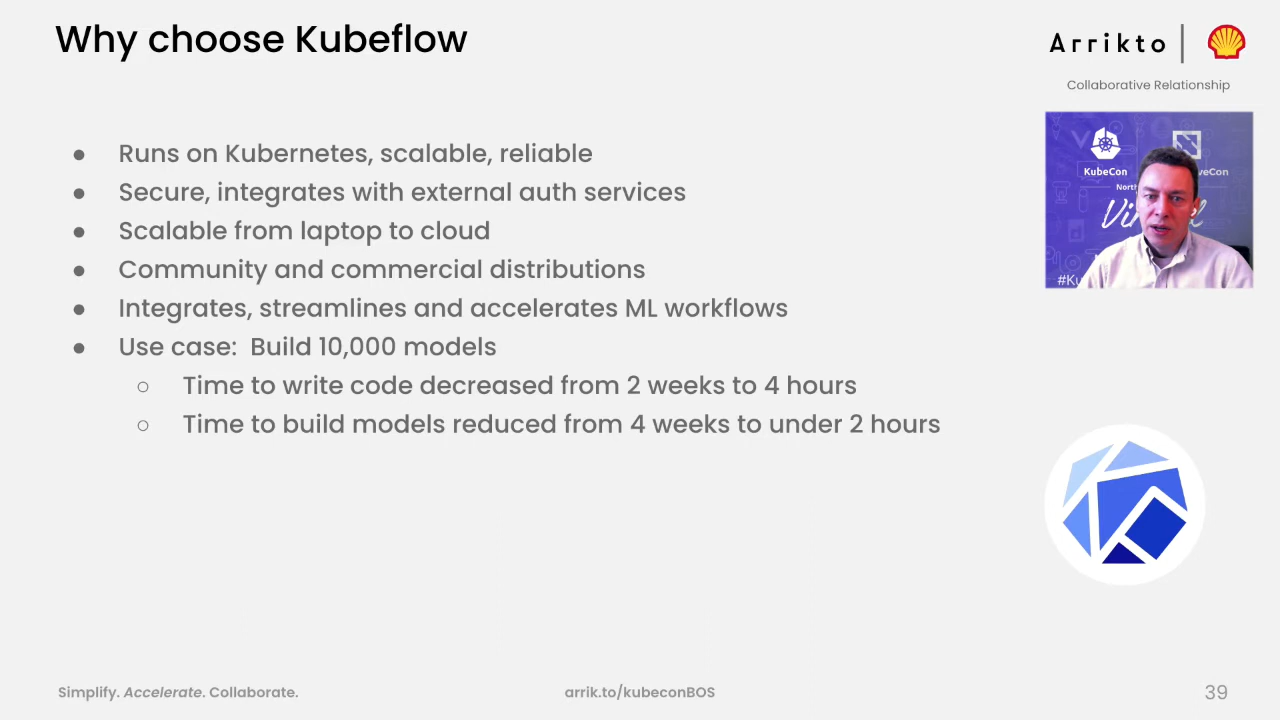 Why choose Kubeflow
Arrikto
Collaborative Relationship
● Runs on Kubernetes, scalable, reliable
● Secure, integrates with external auth services
● Scalable from laptop to cloud
● Community and commercial distributions
● Integrates, streamlines and accelerates ML workflows
● Use case: Build 10,000 models
○ Time to write code decreased from 2 weeks to 4 hours
○ Time to build models reduced from 4 weeks to under 2 hours
KubeCon
Simplify. Accelerate. Collaborate.
arrik.to/kubeconBOS
39